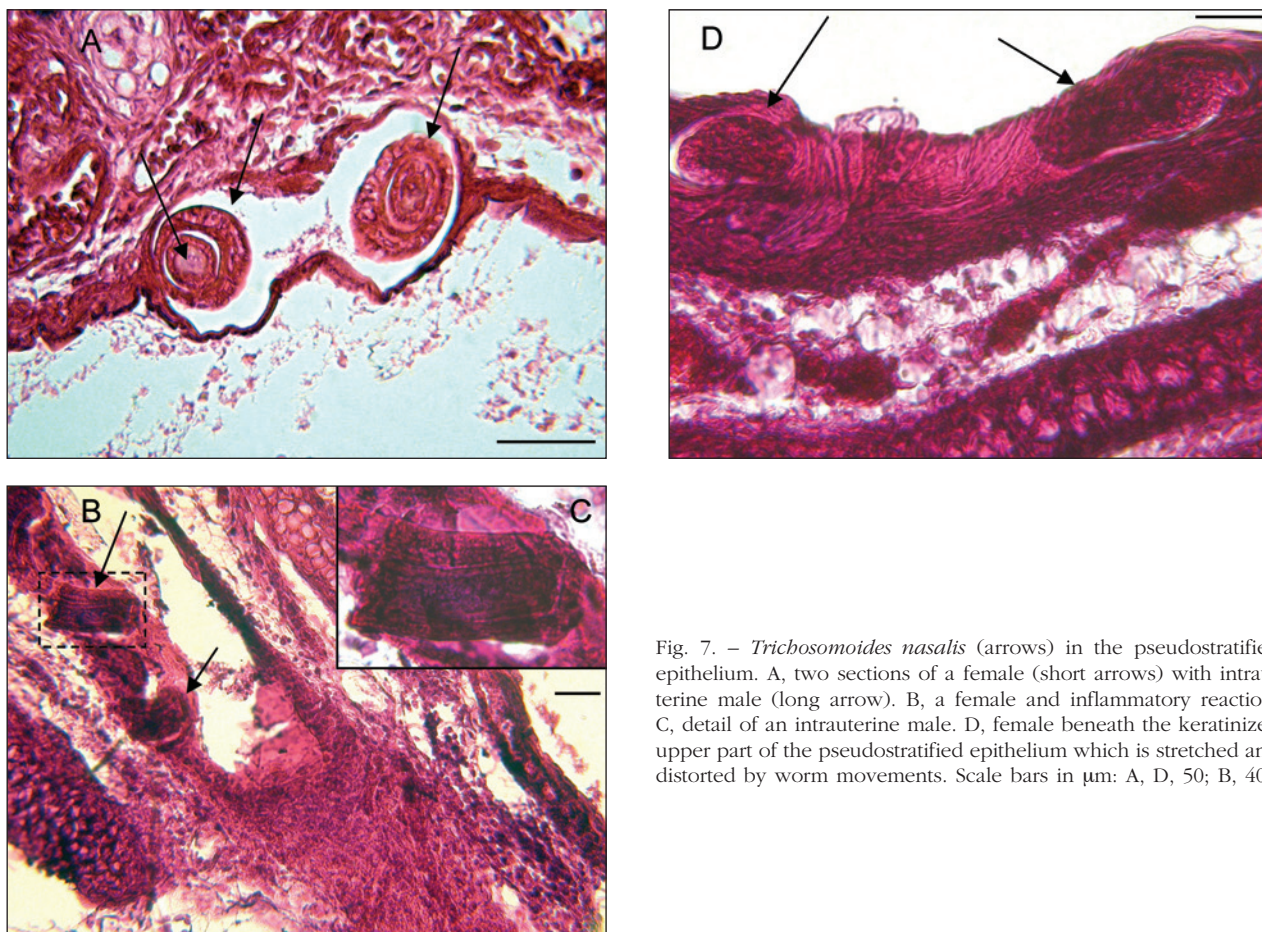 A
D
B
C
Fig. 7. – Trichosomoides nasalis (arrows) in the pseudostratifie
epithelium. A, two sections of a female (short arrows) with intra
terine male (long arrow). B, a female and inflammatory reactio
C, detail of an intrauterine male. D, female beneath the keratinize
upper part of the pseudostratified epithelium which is stretched an
distorted by worm movements. Scale bars in µm: A, D, 50; B, 40